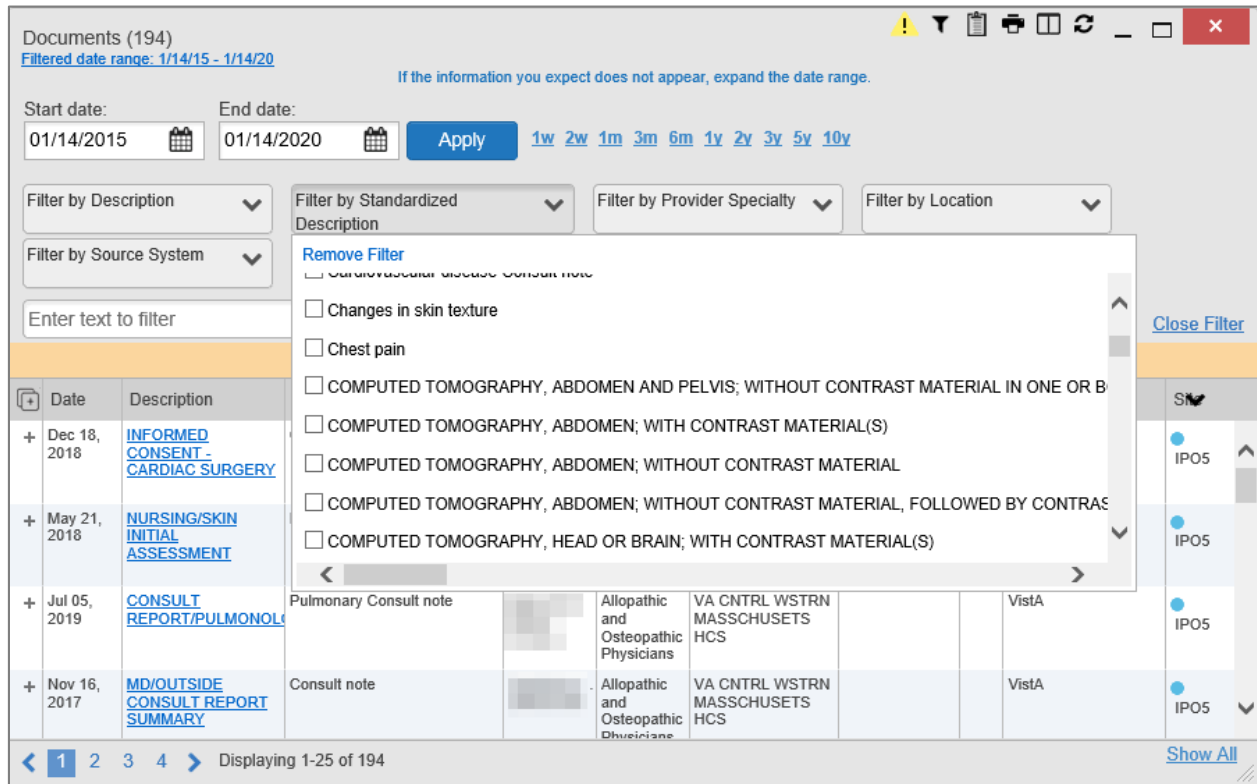 Documents (194)
Filtered date range: 1/14/15 - 1/14/20
If the information you expect does not appear, expand the date range.
Start date:
End date:
01/14/2015
01/14/2020
Apply
1w 2w 1m 3m 6m 1y 2y 3y 5y 10y
Filter by Description
Filter by Standardized
Description
Filter by Provider Specialty
Filter by Location
Filter by Source System
Remove Filter
Cardiovascular disease Consult note
Changes in skin texture
Chest pain
COMPUTED TOMOGRAPHY, ABDOMEN AND PELVIS; WITHOUT CONTRAST MATERIAL IN ONE OR
COMPUTED TOMOGRAPHY, ABDOMEN; WITH CONTRAST MATERIAL(S)
COMPUTED TOMOGRAPHY, ABDOMEN; WITHOUT CONTRAST MATERIAL
COMPUTED TOMOGRAPHY, ABDOMEN; WITHOUT CONTRAST MATERIAL, FOLLOWED BY CONTRAS
COMPUTED TOMOGRAPHY, HEAD OR BRAIN; WITH CONTRAST MATERIAL(S)
Enter text to filter
Close Filter
Date
Description
Dec 18,
2018
INFORMED
CONSENT -
CARDIAC SURGERY
IPO5
May 21,
2018
NURSING/SKIN
INITIAL
ASSESSMENT
IPO5
Jul 05,
2019
CONSULT
REPORT/PULMONOL
Pulmonary Consult note
Allopathic
and
Osteopathic
Physicians
VA CNTRL WSTRN
MASSCHUSETS
HCS
VistA
IPO5
Nov 16,
2017
MD/OUTSIDE
CONSULT REPORT
SUMMARY
Consult note
Allopathic
and
Osteopathic
Physicians
VA CNTRL WSTRN
MASSCHUSETS
HCS
VistA
IPO5
1 2 3 4
Displaying 1-25 of 194
Show All